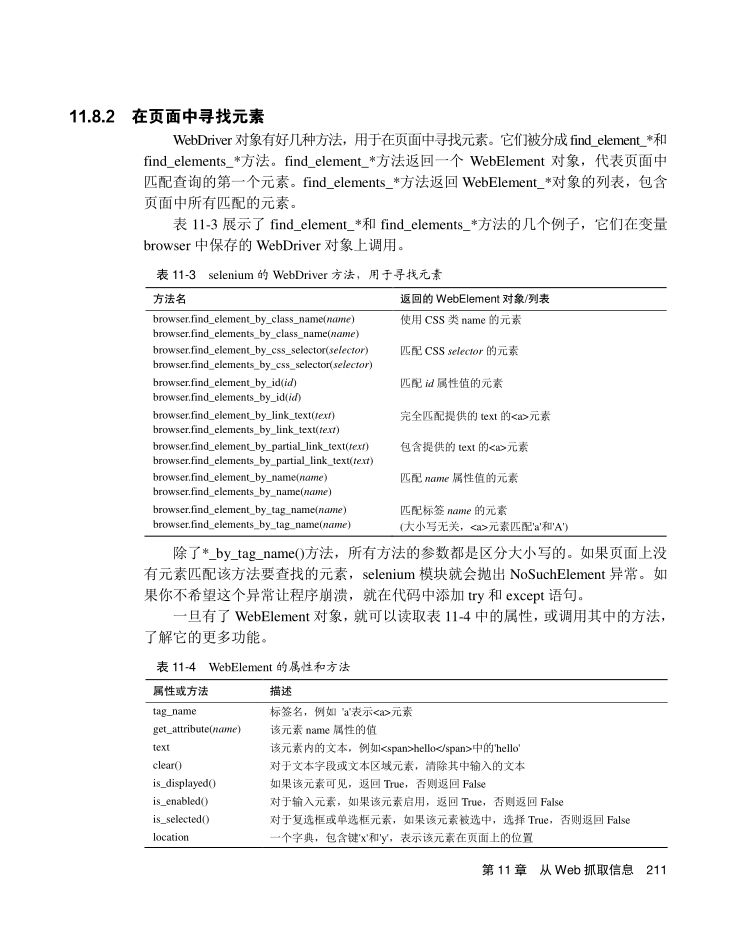 11.8.2 在页面中寻找元素
WebDriver 对象有好几种方法，用于在页面中寻找元素。它们被分成 find_element_*和
find_elements_*方法。find_element_*方法返回一个 WebElement 对象，代表页面中
匹配查询的第一个元素。find_elements_*方法返回 WebElement_*对象的列表，包含
页面中所有匹配的元素。
表 11-3 展示了 find_element_*和 find_elements_*方法的几个例子，它们在变量
browser 中保存的 WebDriver 对象上调用。
表 11-3 selenium 的 WebDriver 方法，用于寻找元素
方法名 返回的 WebElement 对象/列表
browser.find_element_by_class_name(name) 使用 CSS 类 name 的元素
browser.find_elements_by_class_name(name)
browser.find_element_by_css_selector(selector) 匹配 CSS selector 的元素
browser.find_elements_by_css_selector(selector)
browser.find_element_by_id(id) 匹配 id 属性值的元素
browser.find_elements_by_id(id)
browser.find_element_by_link_text(text) 完全匹配提供的 text 的<a>元素
browser.find_elements_by_link_text(text)
browser.find_element_by_partial_link_text(text) 包含提供的 text 的<a>元素
browser.find_elements_by_partial_link_text(text)
browser.find_element_by_name(name) 匹配 name 属性值的元素
browser.find_elements_by_name(name)
browser.find_element_by_tag_name(name) 匹配标签 name 的元素
browser.find_elements_by_tag_name(name) (大小写无关，<a>元素匹配'a'和'A')
除了*_by_tag_name()方法，所有方法的参数都是区分大小写的。如果页面上没
有元素匹配该方法要查找的元素，selenium 模块就会抛出 NoSuchElement 异常。如
果你不希望这个异常让程序崩溃，就在代码中添加 try 和 except 语句。
一旦有了 WebElement 对象，就可以读取表 11-4 中的属性，或调用其中的方法，
了解它的更多功能。
表 11-4 WebElement 的属性和方法
属性或方法 描述
tag_name 标签名，例如 'a'表示<a>元素
get_attribute(name) 该元素 name 属性的值
text 该元素内的文本，例如<span>hello</span>中的'hello'
clear() 对于文本字段或文本区域元素，清除其中输入的文本
is_displayed() 如果该元素可见，返回 True，否则返回 False
is_enabled() 对于输入元素，如果该元素启用，返回 True，否则返回 False
is_selected() 对于复选框或单选框元素，如果该元素被选中，选择 True，否则返回 False
location 一个字典，包含键'x'和'y'，表示该元素在页面上的位置
第 11 章 从 Web 抓取信息 211